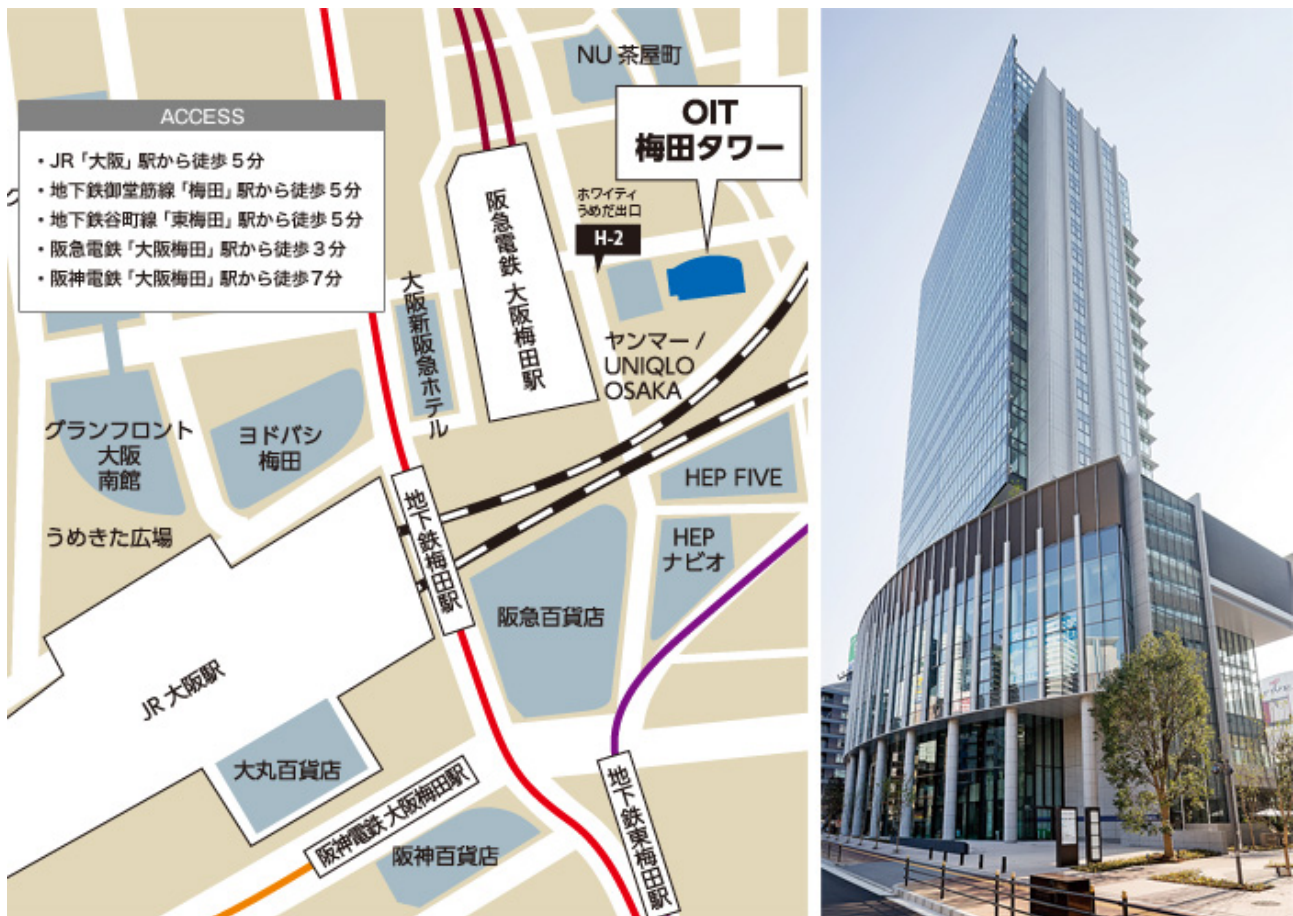 ACCESS
・JR「大阪」駅から徒歩5分
・地下鉄御堂筋線「梅田」駅から徒歩5分
・地下鉄谷町線「東梅田」駅から徒歩5分
・阪急電鉄「大阪梅田」駅から徒歩3分
・阪神電鉄「大阪梅田」駅から徒歩7分
NU 茶屋町
OIT
梅田タワー
ホワイティ
うめだ出口
H-2
阪急電鉄 大阪梅田駅
大阪新阪急ホテル
ヤンマー /
UNIQLO
OSAKA
グランフロント
大阪
南館
ヨドバシ
梅田
うめきた広場
地下鉄梅田駅
HEP FIVE
HEP
ナビオ
阪急百貨店
JR 大阪駅
大丸百貨店
阪神電鉄 大阪梅田駅
阪神百貨店
地下鉄東梅田駅